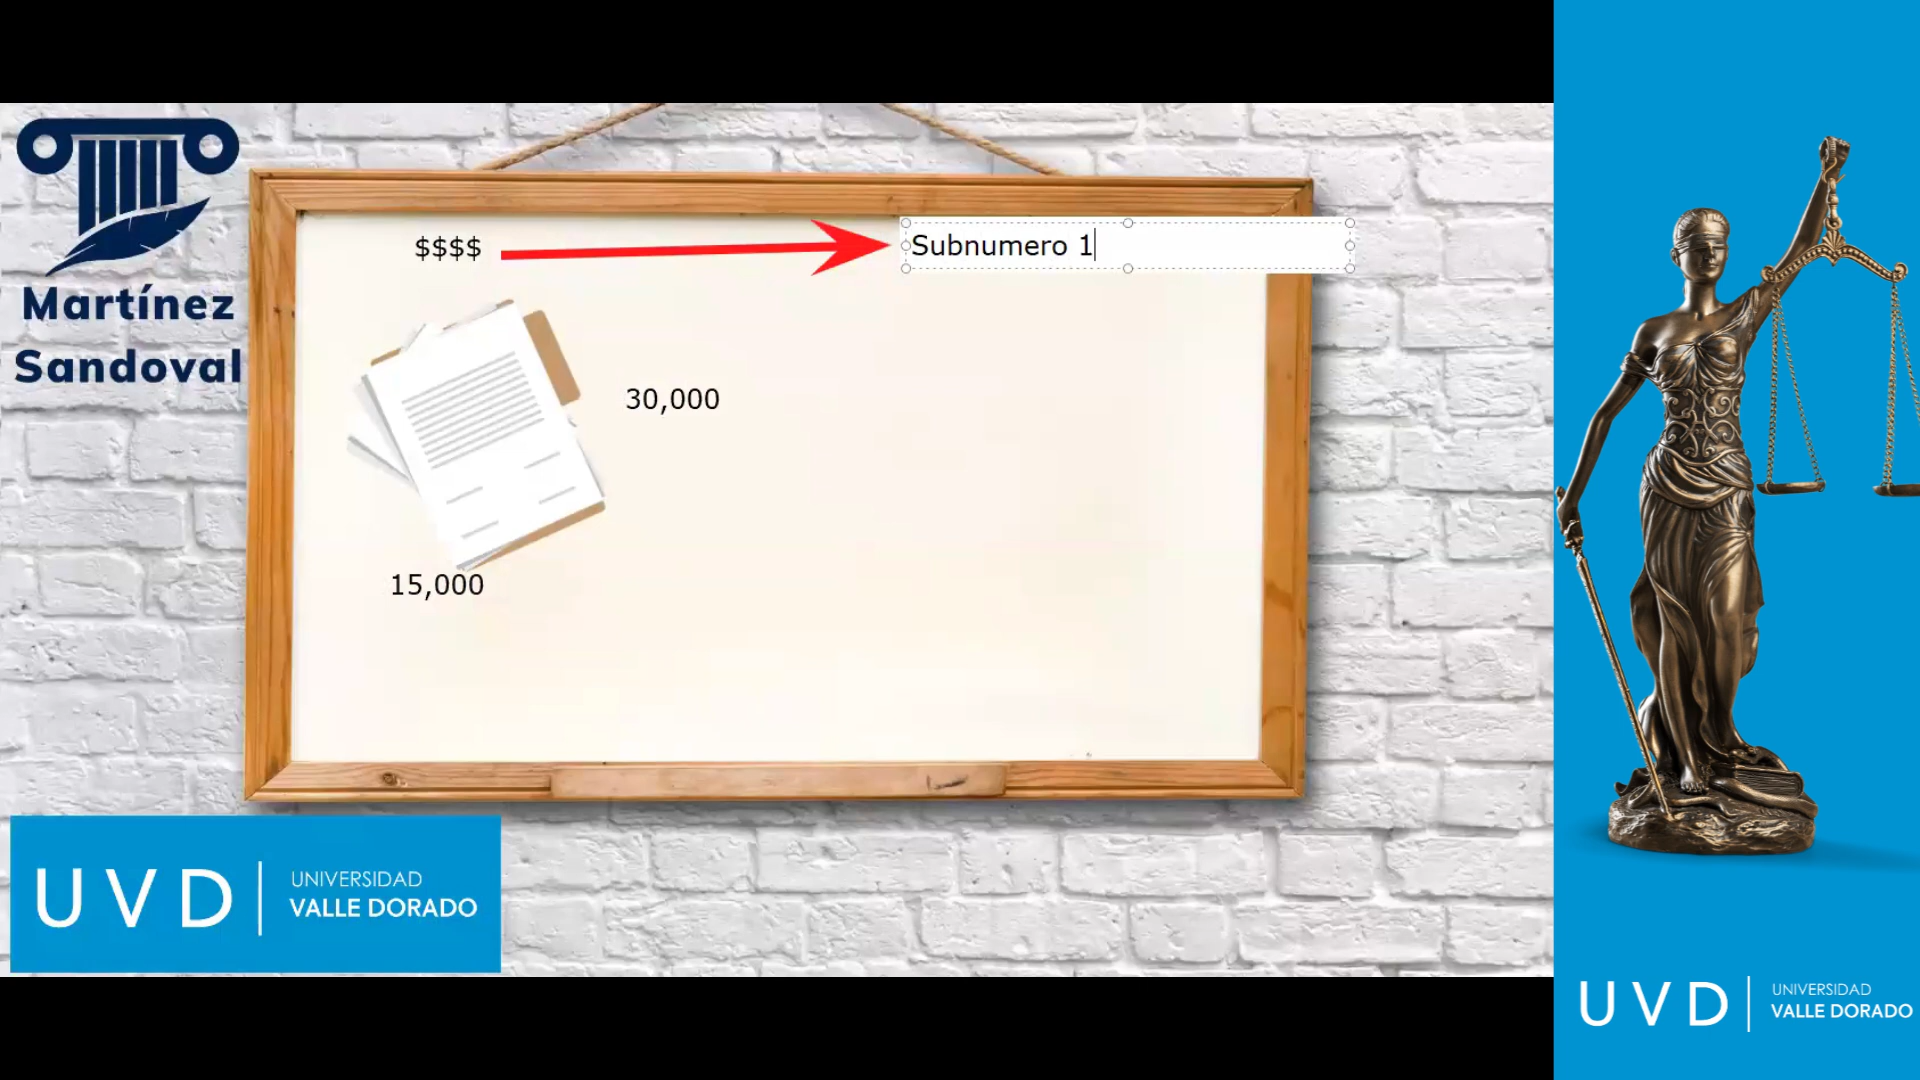 Martínez
Sandoval
$$$$
Subnumero 1
30,000
15,000
UVD
UNIVERSIDAD
VALLE DORADO
UVD
UNIVERSIDAD
VALLE DORADO